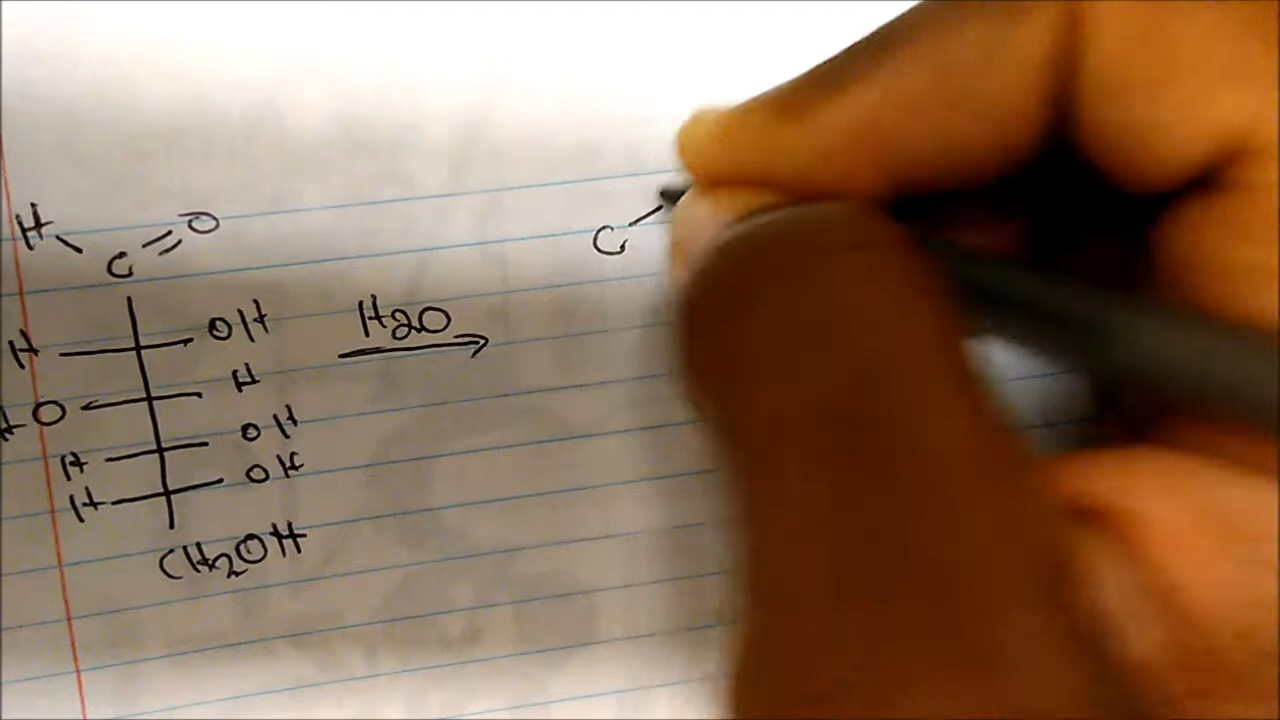 H C = O C
H OH H2O
HO H
H OH
H OH
CH2OH